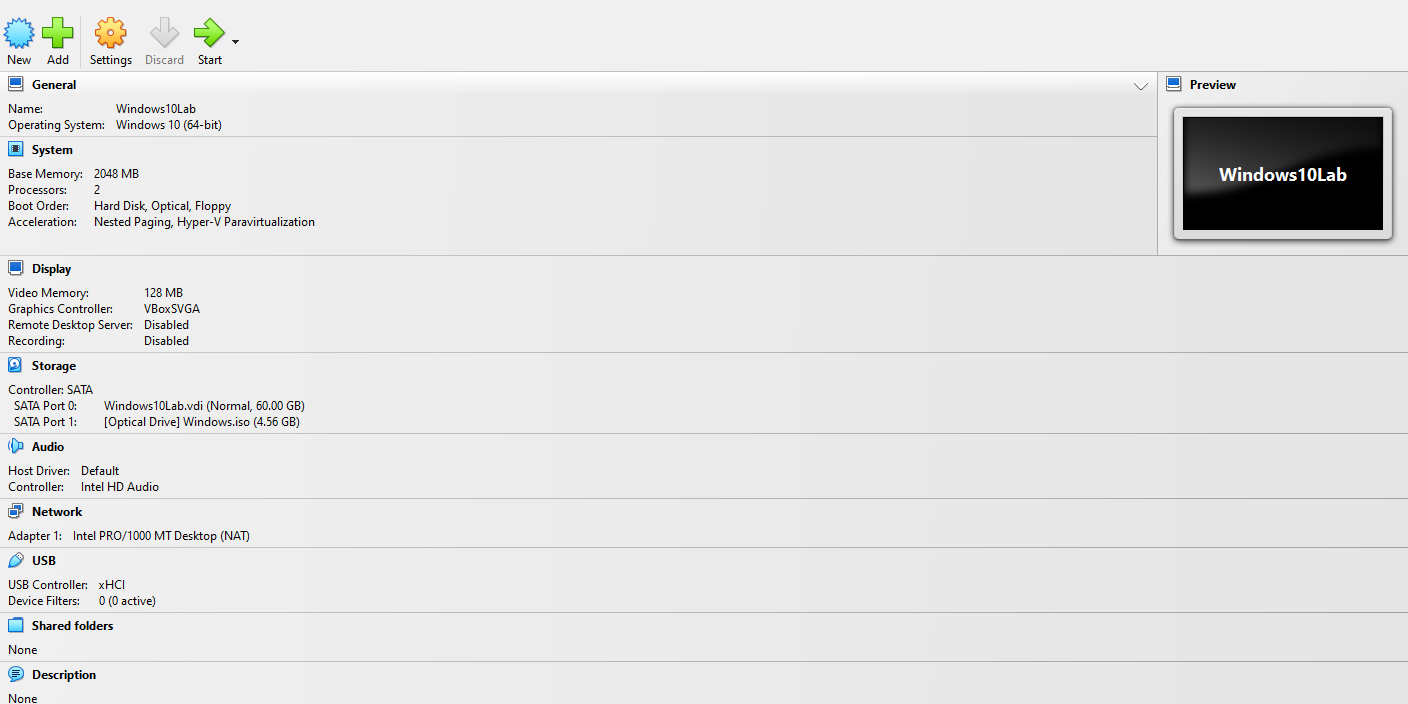 New Add Settings Discard Start
General
Name: Windows10Lab
Operating System: Windows 10 (64-bit)
Preview
Windows10Lab
System
Base Memory: 2048 MB
Processors: 2
Boot Order: Hard Disk, Optical, Floppy
Acceleration: Nested Paging, Hyper-V Paravirtualization
Display
Video Memory: 128 MB
Graphics Controller: VBoxSVGA
Remote Desktop Server: Disabled
Recording: Disabled
Storage
Controller: SATA
SATA Port 0: Windows10Lab.vdi (Normal, 60.00 GB)
SATA Port 1: [Optical Drive] Windows.iso (4.56 GB)
Audio
Host Driver: Default
Controller: Intel HD Audio
Network
Adapter 1: Intel PRO/1000 MT Desktop (NAT)
USB
USB Controller: xHCI
Device Filters: 0 (0 active)
Shared folders
None
Description
None